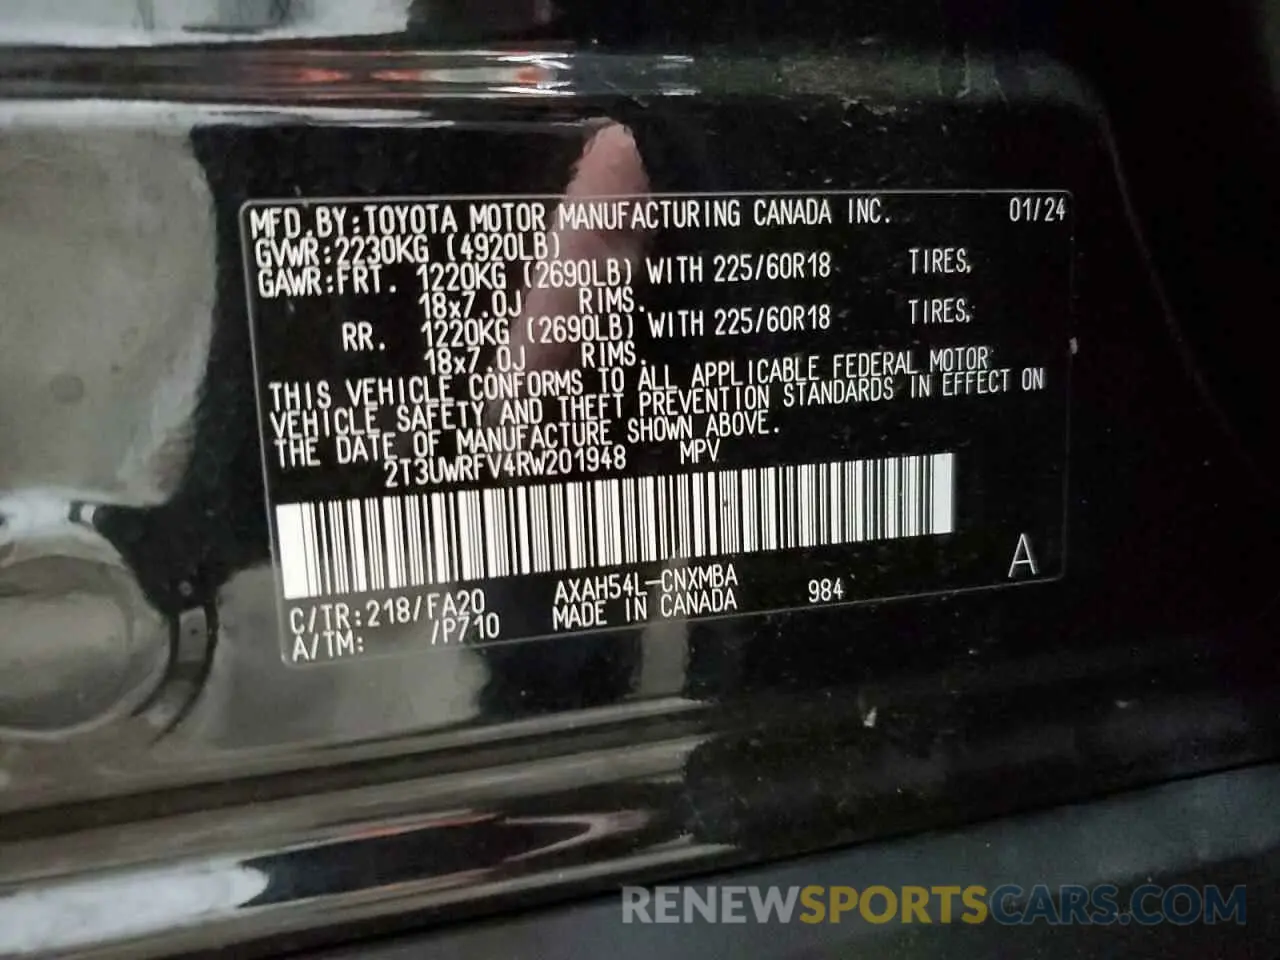 MFD.BY:TOYOTA MOTOR MANUFACTURING CANADA INC. 01/24
GVWR:2230KG (4920LB)
GAWR:FRT. 1220KG (2690LB) WITH 225/60R18 TIRES,
18x7.0J RIMS.
RR. 1220KG (2690LB) WITH 225/60R18 TIRES,
18x7.0J RIMS.
THIS VEHICLE CONFORMS TO ALL APPLICABLE FEDERAL MOTOR
VEHICLE SAFETY AND THEFT PREVENTION STANDARDS IN EFFECT ON
THE DATE OF MANUFACTURE SHOWN ABOVE.
2T3UWRFV4RW201948 MPV
A
C/TR:218/FA20 AXAH54L-CNXMBA 984
A/TM: /P710 MADE IN CANADA
RENEWSPORTSCARS.COM